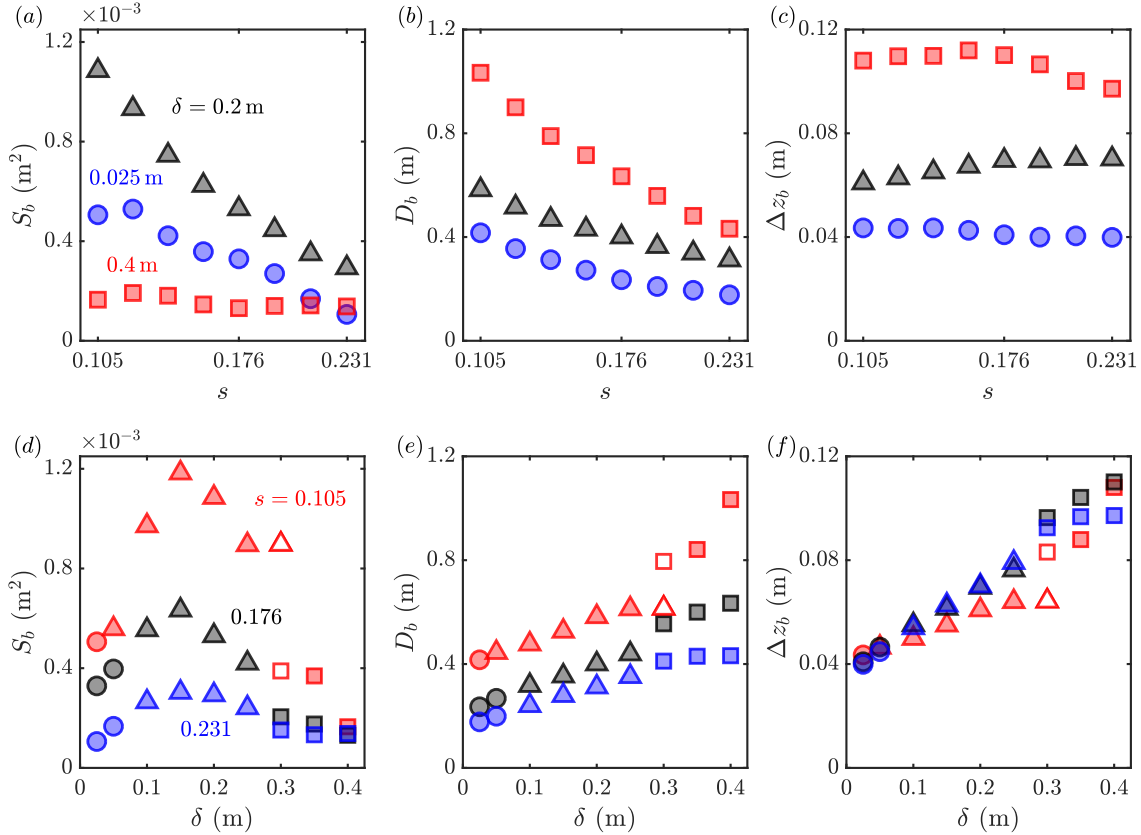 (a) ×10⁻³ (b) (c)
1.2 1.2 0.12
δ = 0.2 m
S_b (m²) 0.8 D_b (m) 0.8 Δz_b (m) 0.08
0.025 m
0.4 0.4 0.04
0.4 m
0 0 0
0.105 0.176 0.231 0.105 0.176 0.231 0.105 0.176 0.231
s s s
(d) ×10⁻³ (e) (f)
1.2 1.2 0.12
s = 0.105
S_b (m²) 0.8 D_b (m) 0.8 Δz_b (m) 0.08
0.176
0.4 0.4 0.04
0.231
0 0 0
0 0.1 0.2 0.3 0.4 0 0.1 0.2 0.3 0.4 0 0.1 0.2 0.3 0.4
δ (m) δ (m) δ (m)